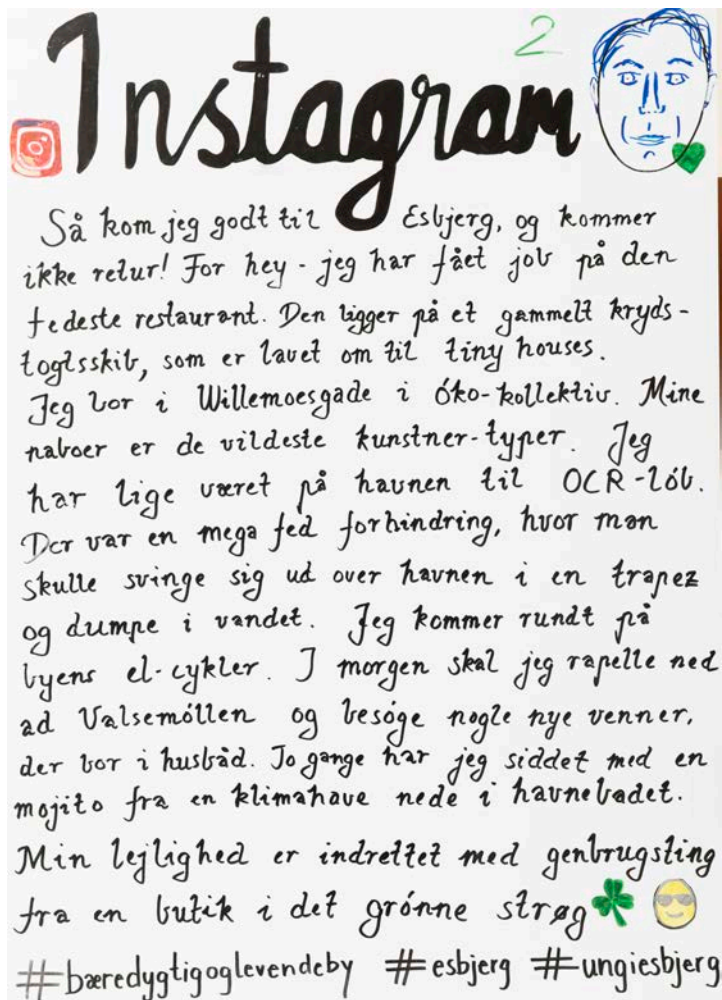 2
Instagram
Så kom jeg godt til Esbjerg, og kommer
ikke retur! For hey - jeg har fået job på den
fedeste restaurant. Den ligger på et gammelt kryds-
togtsskib, som er lavet om til tiny houses.
Jeg bor i Willemoesgade i öko-kollektiv. Mine
naboer er de vildeste kunstner-typer. Jeg
har lige været på havnen til OCR-löb.
Der var en mega fed forhindring, hvor man
skulle svinge sig ud over havnen i en trapez
og dumpe i vandet. Jeg kommer rundt på
byens el-cykler. I morgen skal jeg rapelle ned
ad Valsemöllen og besöge nogle nye venner,
der bor i husbåd. To gange har jeg siddet med en
mojito fra en klimahave nede i havnebadet.
Min lejlighed er indrettet med genbrugsting
fra en butik i det grönne strøg
#bæredygtigoglevendeby #esbjerg #ungiesbjerg